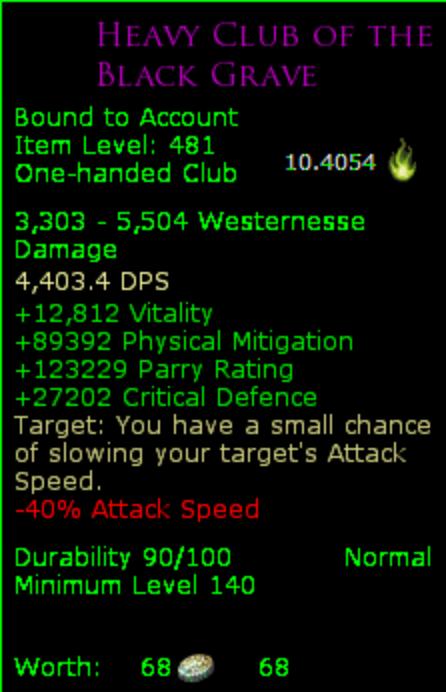 Heavy Club of the
Black Grave
Bound to Account
Item Level: 481
10.4054
One-handed Club
3,303 - 5,504 Westernesse
Damage
4,403.4 DPS
+12,812 Vitality
+89392 Physical Mitigation
+123229 Parry Rating
+27202 Critical Defence
Target: You have a small chance
of slowing your target's Attack
Speed.
-40% Attack Speed
Durability 90/100 Normal
Minimum Level 140
Worth: 68 68